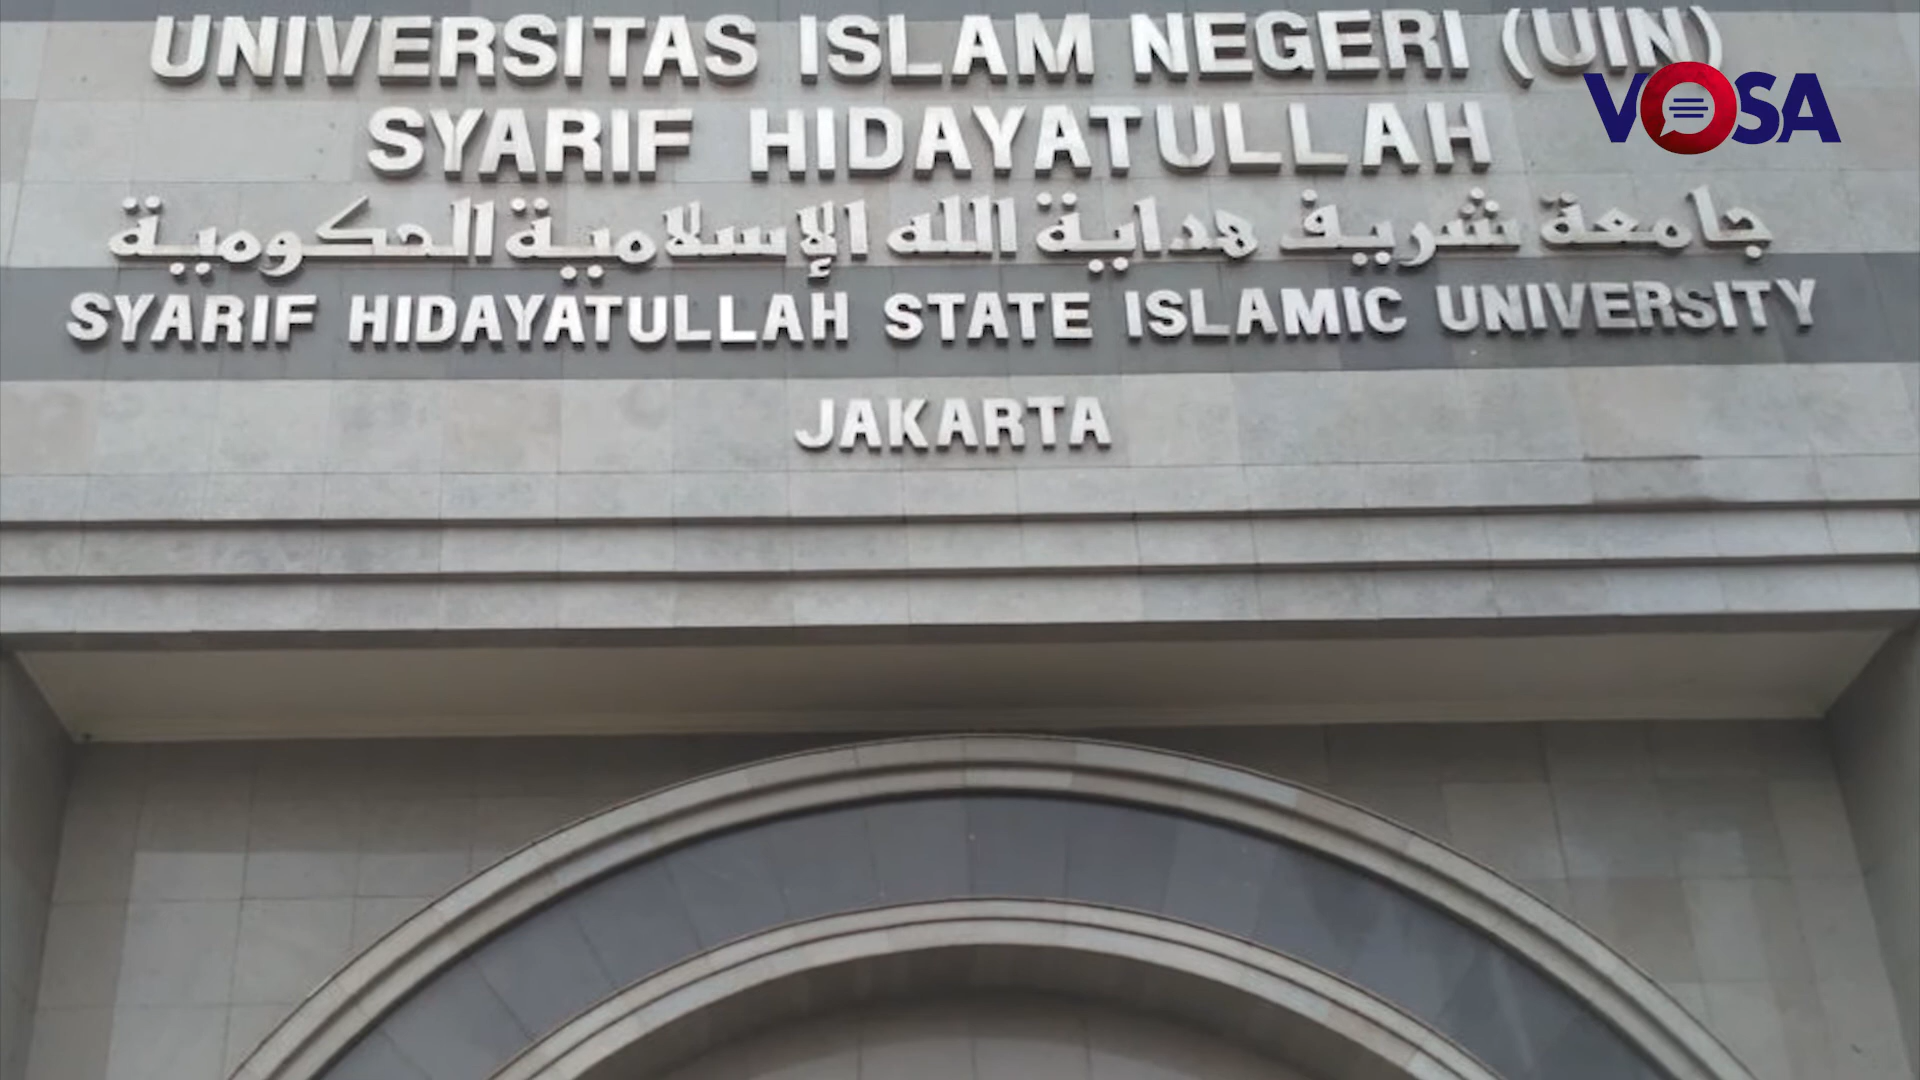 UNIVERSITAS ISLAM NEGERI (UIN)
SYARIF HIDAYATULLAH
جامعة شريف هداية الله الإسلامية الحكومية
SYARIF HIDAYATULLAH STATE ISLAMIC UNIVERSITY
JAKARTA
VOSA